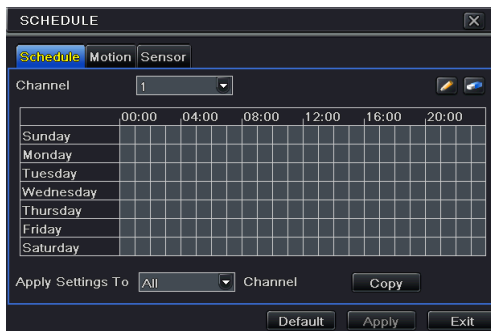 SCHEDULE
Schedule Motion Sensor
Channel 1
00:00 04:00 08:00 12:00 16:00 20:00
Sunday
Monday
Tuesday
Wednesday
Thursday
Friday
Saturday
Apply Settings To All Channel Copy
Default Apply Exit